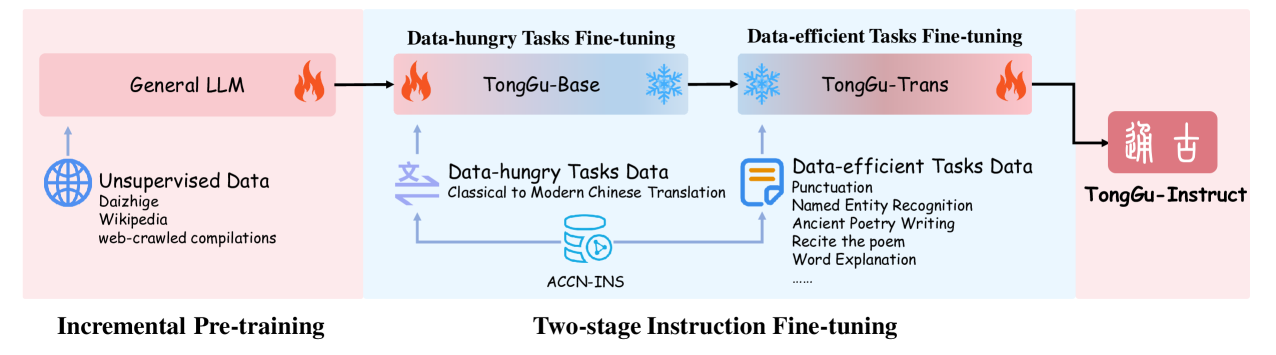 Data-hungry Tasks Fine-tuning
Data-efficient Tasks Fine-tuning
General LLM
TongGu-Base
TongGu-Trans
通古
TongGu-Instruct
Unsupervised Data
Daizhige
Wikipedia
web-crawled compilations
文
Data-hungry Tasks Data
Classical to Modern Chinese Translation
Data-efficient Tasks Data
Punctuation
Named Entity Recognition
Ancient Poetry Writing
Recite the poem
Word Explanation
......
ACCN-INS
Incremental Pre-training
Two-stage Instruction Fine-tuning